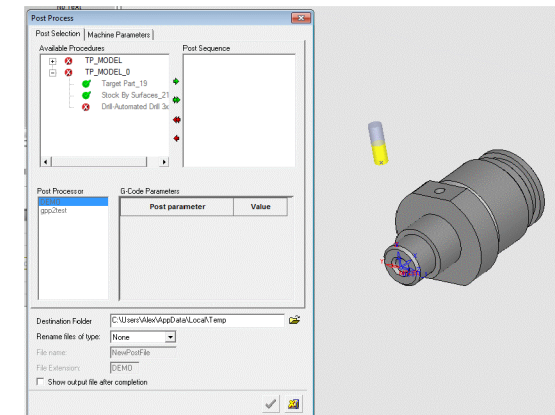 Post Process
Post Selection
Machine Parameters
Available Procedures
Post Sequence
TP_MODEL
TP_MODEL_0
Target Part_19
Stock By Surfaces_21
Drill-Automated Drill 3x
Post Processor
G-Code Parameters
DEMO
gpp2test
Post parameter
Value
Destination Folder
C:\Users\Alex\AppData\Local\Temp
Rename files of type:
None
File name:
NewPostFile
File Extension:
DEMO
Show output file after completion